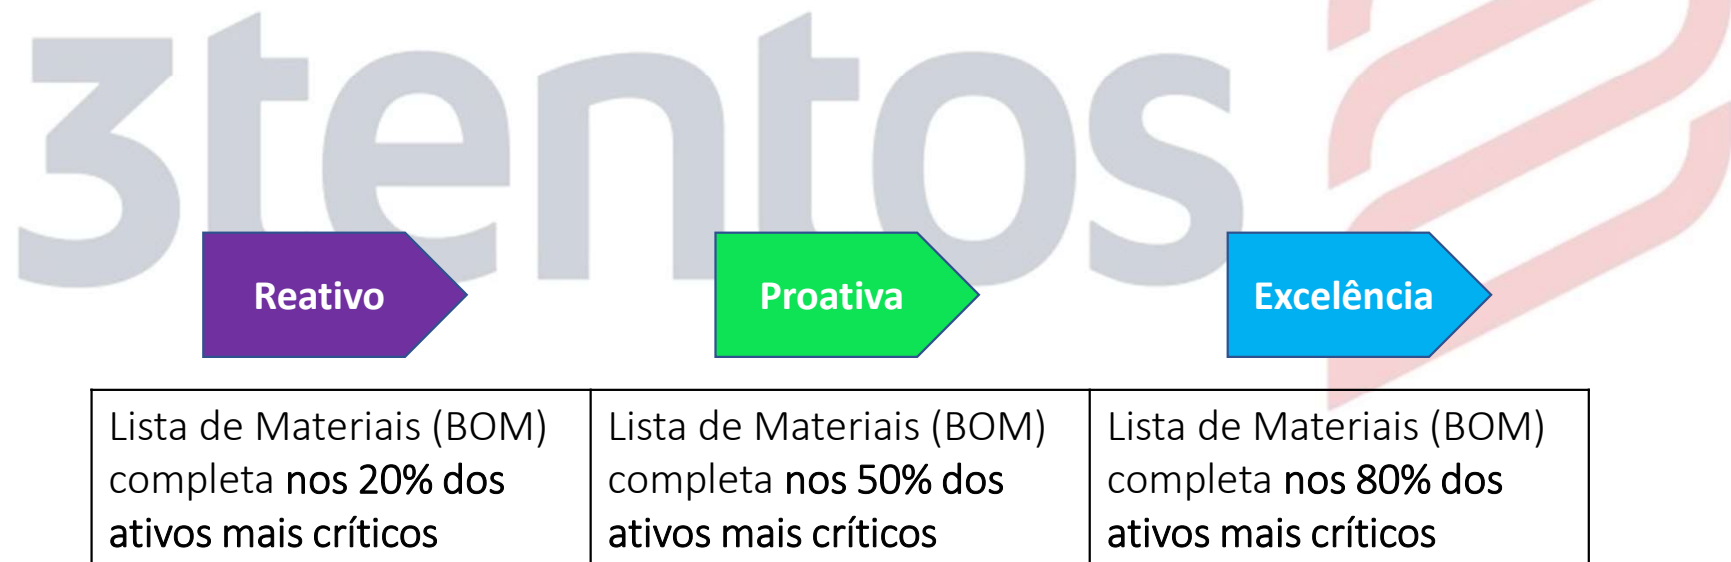 3tentos
Reativo
Proativa
Excelência
Lista de Materiais (BOM)
completa nos 20% dos
ativos mais críticos
Lista de Materiais (BOM)
completa nos 50% dos
ativos mais críticos
Lista de Materiais (BOM)
completa nos 80% dos
ativos mais críticos